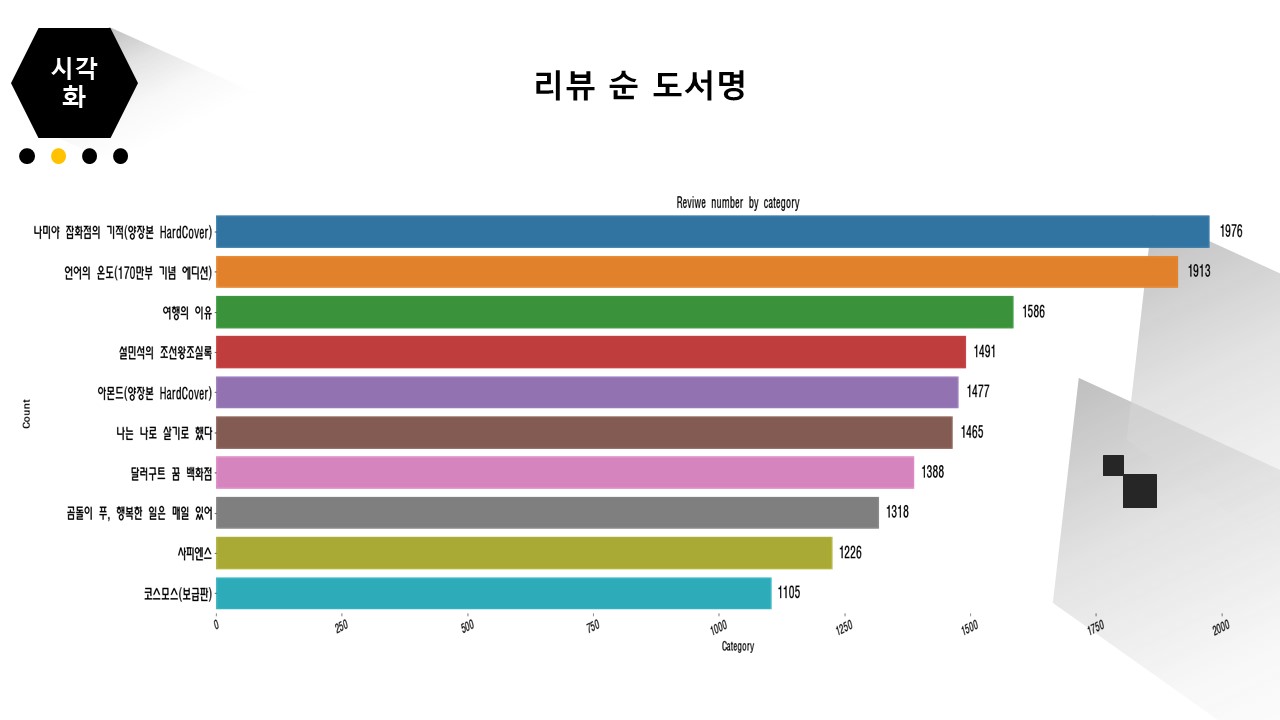 시각
화
리뷰 순 도서명
Reviwe number by category
나미야 잡화점의 기적(양장본 HardCover)
1976
언어의 온도(170만부 기념 에디션)
1913
여행의 이유
1586
설민석의 조선왕조실록
1491
아몬드(양장본 HardCover)
1477
나는 나로 살기로 했다
1465
달러구트 꿈 백화점
1388
곰돌이 푸, 행복한 일은 매일 있어
1318
사피엔스
1226
코스모스(보급판)
1105
Count
0 250 500 750 1000 1250 1500 1750 2000
Category